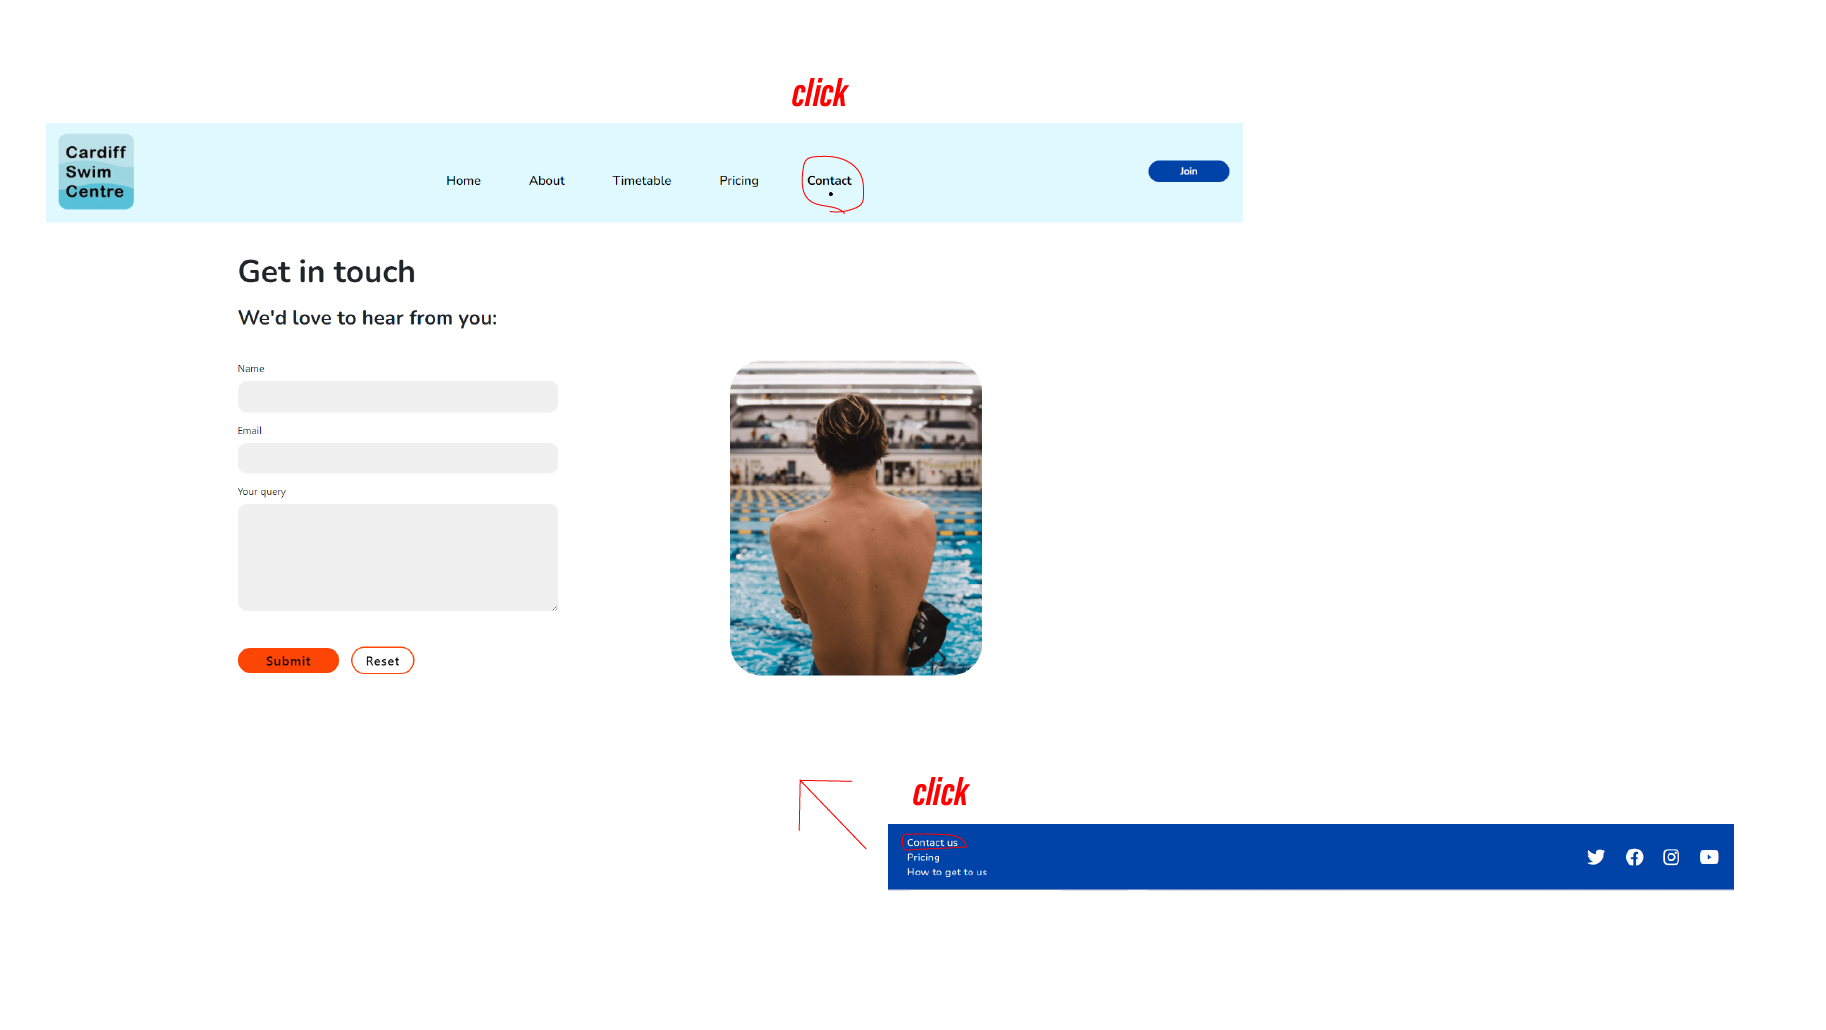 click
Cardiff
Swim
Centre
Home About Timetable Pricing Contact
Join
Get in touch
We'd love to hear from you:
Name
Email
Your query
Submit Reset
click
Contact us
Pricing
How to get to us